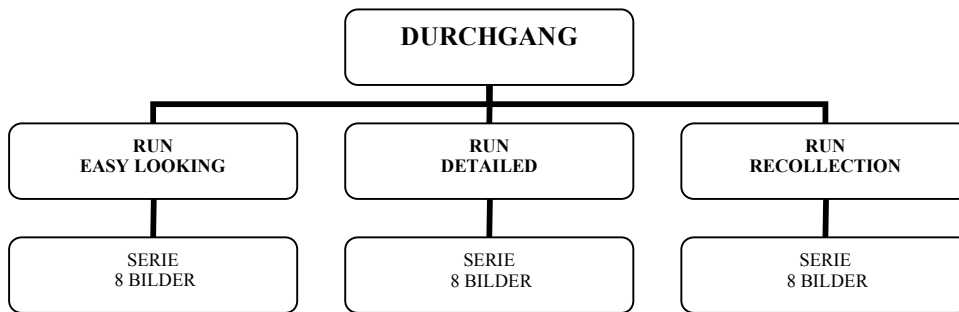 DURCHGANG
RUN
EASY LOOKING
RUN
DETAILED
RUN
RECOLLECTION
SERIE
8 BILDER
SERIE
8 BILDER
SERIE
8 BILDER